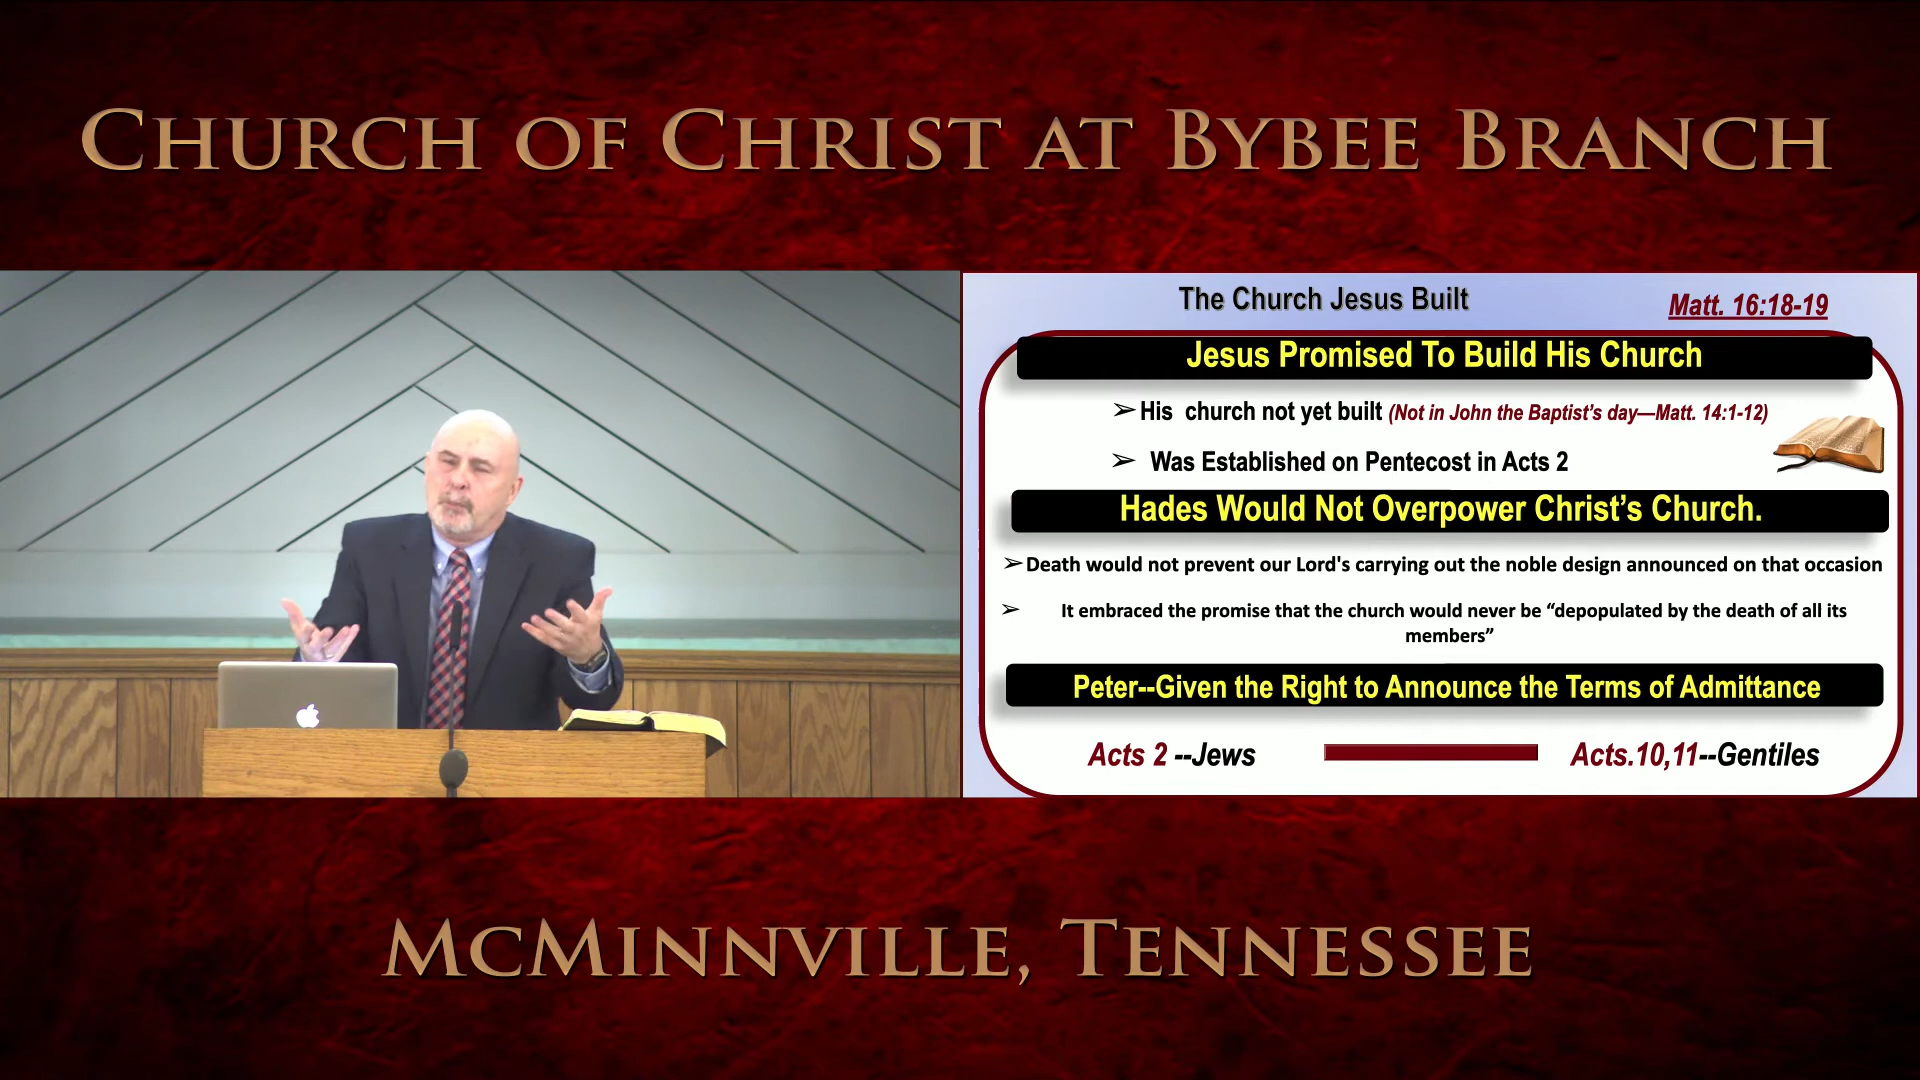 CHURCH OF CHRIST AT BYBEE BRANCH
The Church Jesus Built
Matt. 16:18-19
Jesus Promised To Build His Church
➢ His church not yet built (Not in John the Baptist's day—Matt. 14:1-12)
➢ Was Established on Pentecost in Acts 2
Hades Would Not Overpower Christ's Church.
➢ Death would not prevent our Lord's carrying out the noble design announced on that occasion
➢ It embraced the promise that the church would never be “depopulated by the death of all its
members”
Peter--Given the Right to Announce the Terms of Admittance
Acts 2 --Jews
Acts.10,11--Gentiles
MCMINNVILLE, TENNESSEE